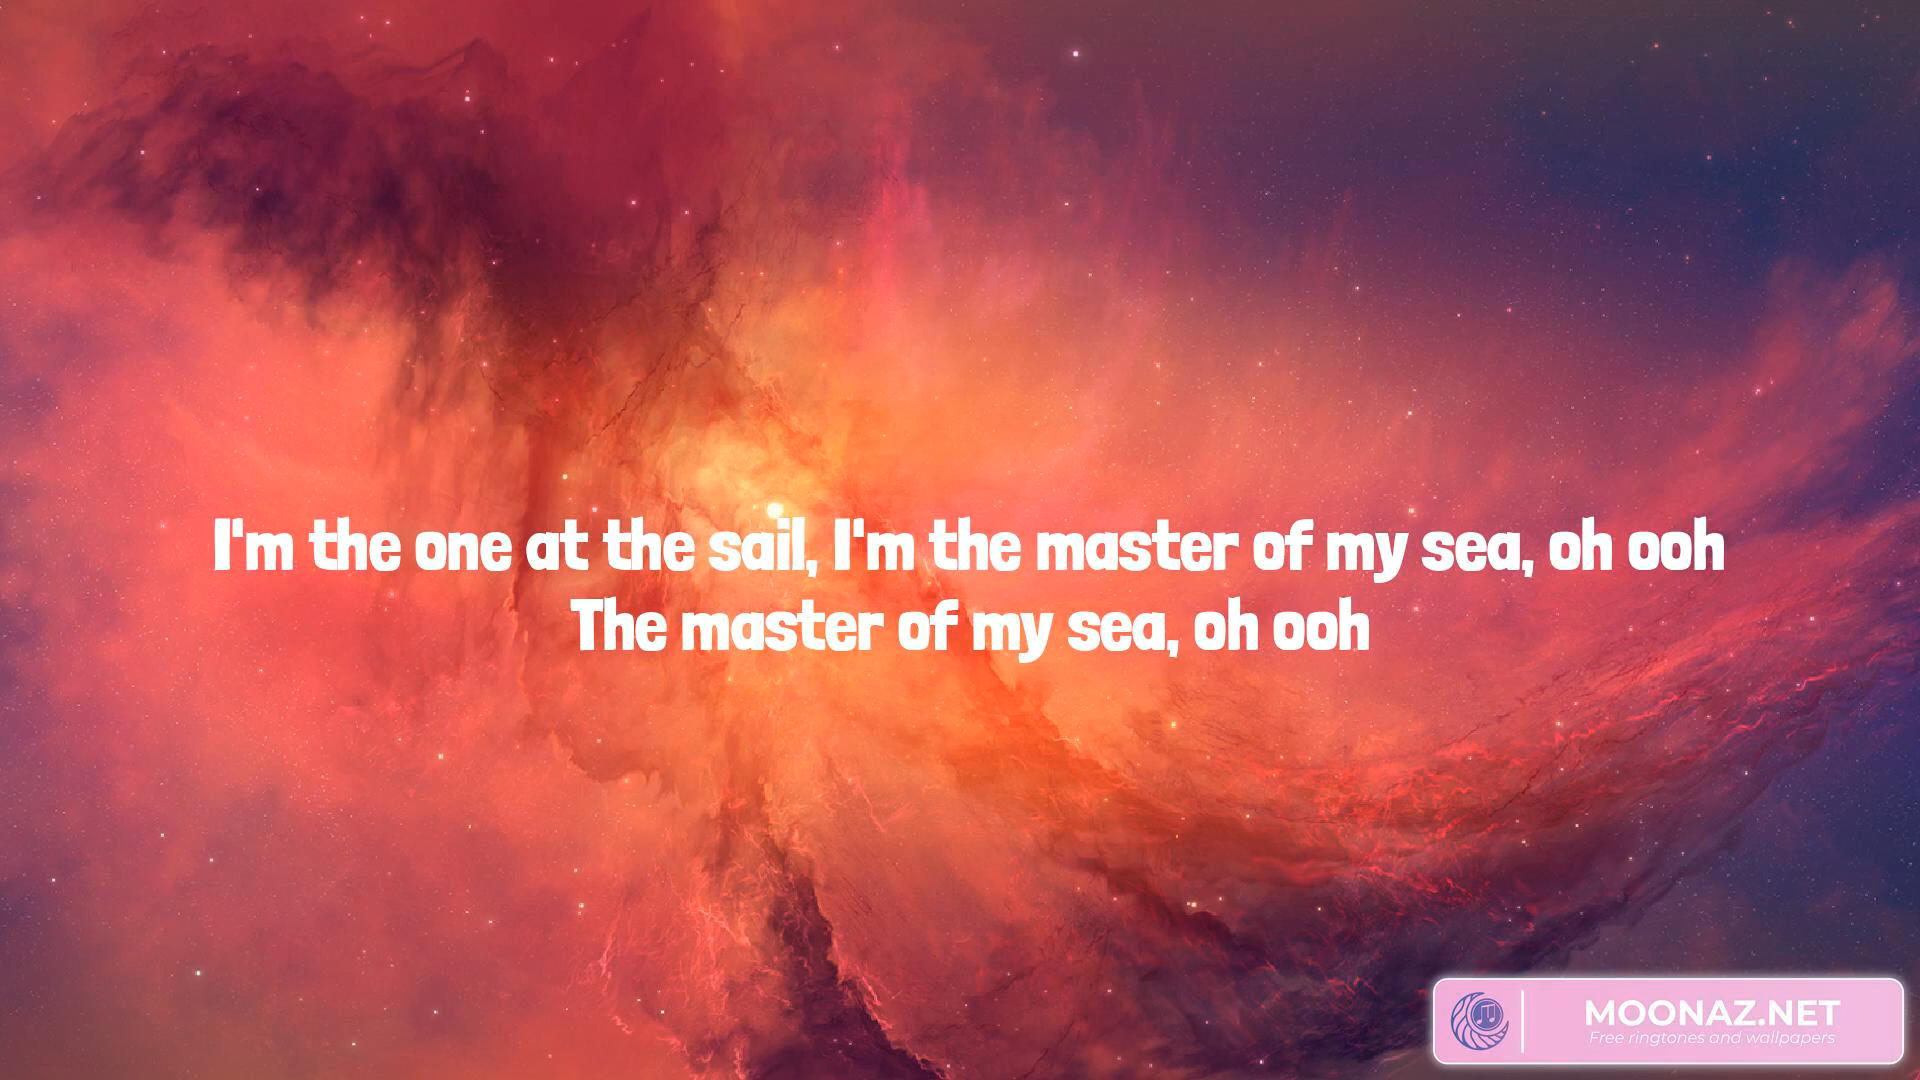 I'm the one at the sail, I'm the master of my sea, oh ooh
The master of my sea, oh ooh
MOONAZ.NET
Free ringtones and wallpapers